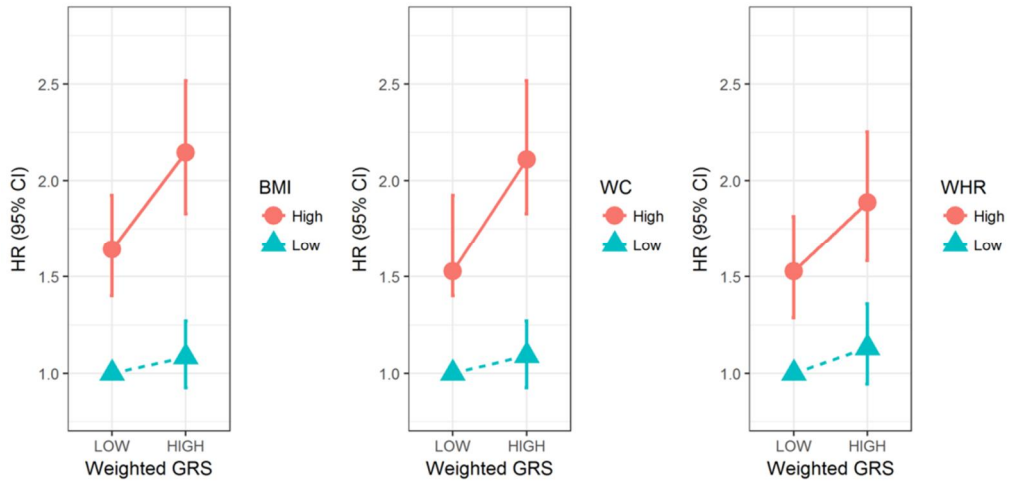 HR (95% CI)
2.5
2.0
1.5
1.0
LOW
HIGH
Weighted GRS
BMI
High
Low
HR (95% CI)
2.5
2.0
1.5
1.0
LOW
HIGH
Weighted GRS
WC
High
Low
HR (95% CI)
2.5
2.0
1.5
1.0
LOW
HIGH
Weighted GRS
WHR
High
Low